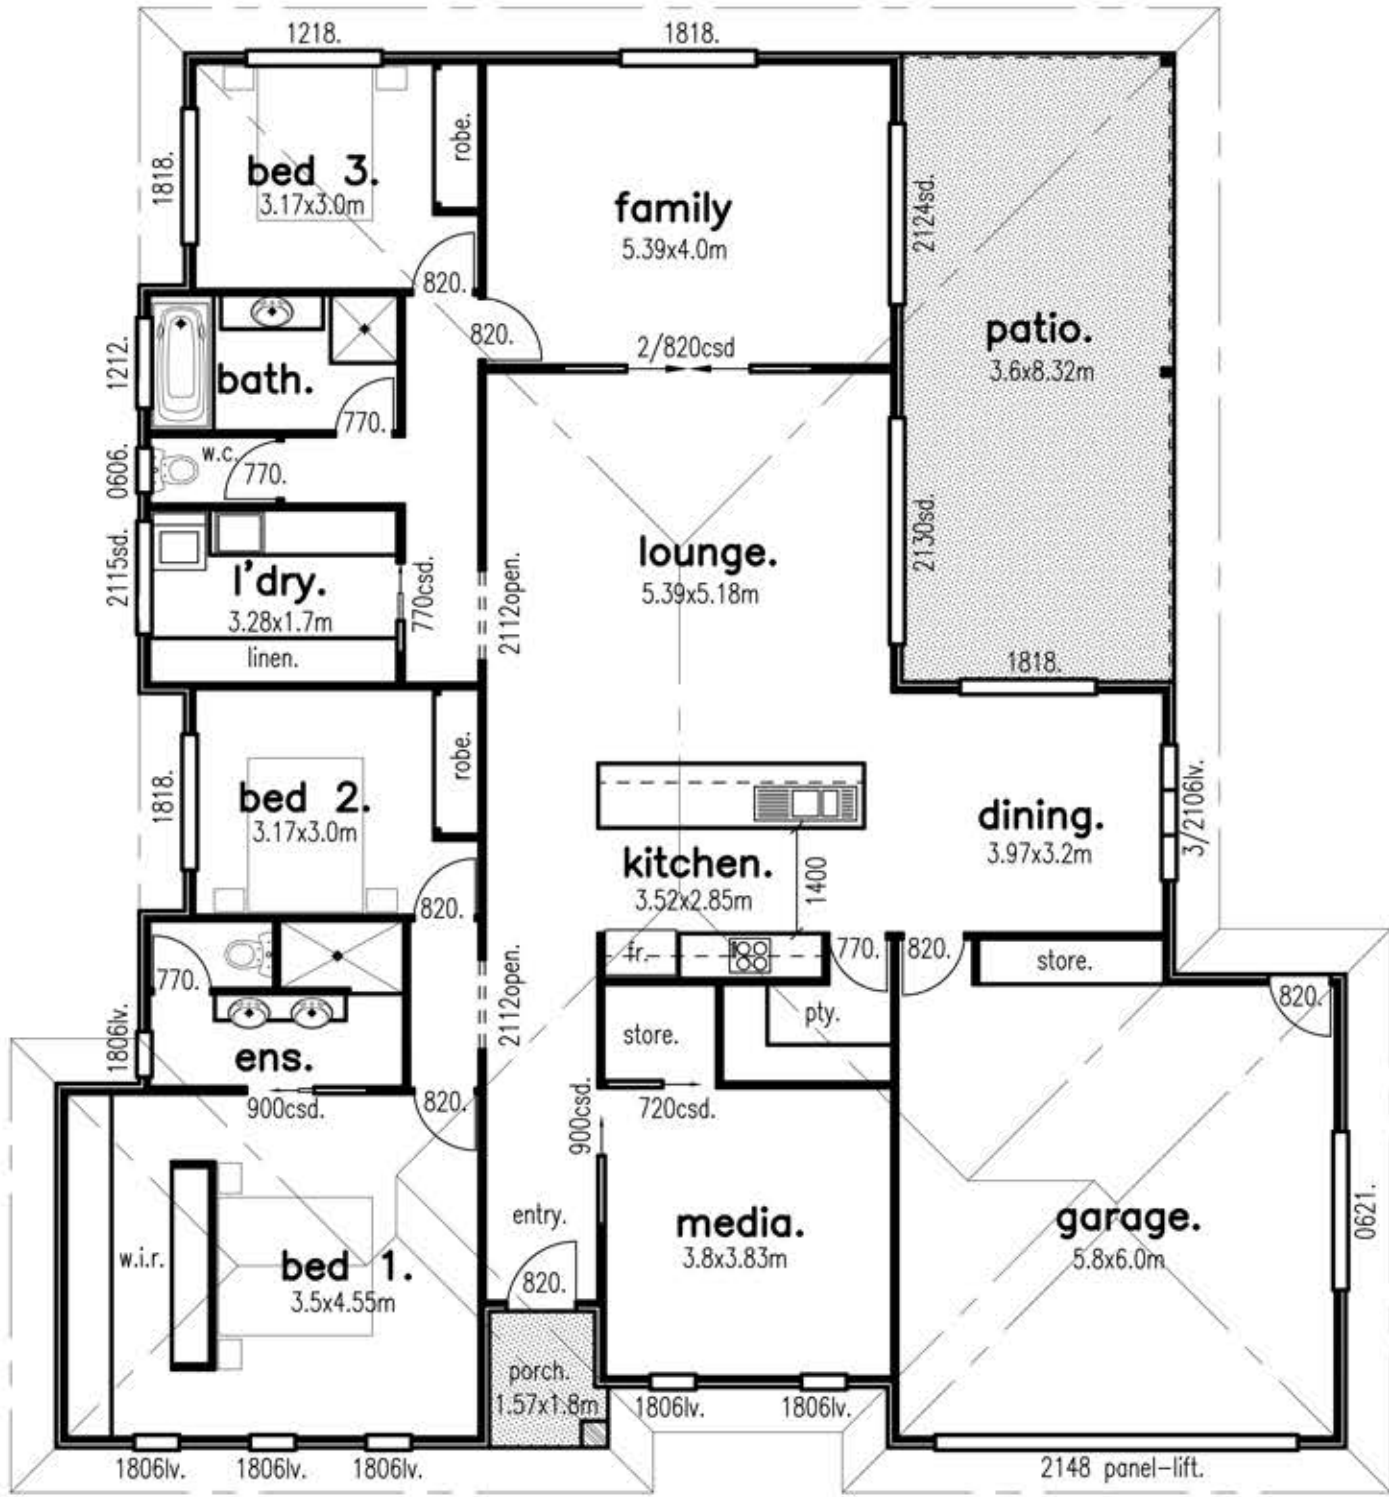 1218.
1818.
1818.
bed 3.
3.17x3.0m
robe.
family
5.39x4.0m
2124sd.
820.
820.
2/820csd
patio.
3.6x8.32m
1212.
bath.
770.
0606.
w.c.
770.
2115sd.
l'dry.
3.28x1.7m
linen.
770csd.
2112open.
lounge.
5.39x5.18m
2130sd.
1818.
1818.
bed 2.
3.17x3.0m
robe.
820.
kitchen.
3.52x2.85m
1400
dining.
3.97x3.2m
3/2106lv.
fr.
770.
820.
store.
770.
1806lv.
ens.
900csd.
820.
2112open.
store.
pty.
720csd.
900csd.
820.
w.i.r.
bed 1.
3.5x4.55m
entry.
820.
media.
3.8x3.83m
garage.
5.8x6.0m
0621.
porch.
1.57x1.8m
1806lv.
1806lv.
1806lv.
1806lv.
1806lv.
2148 panel-lift.